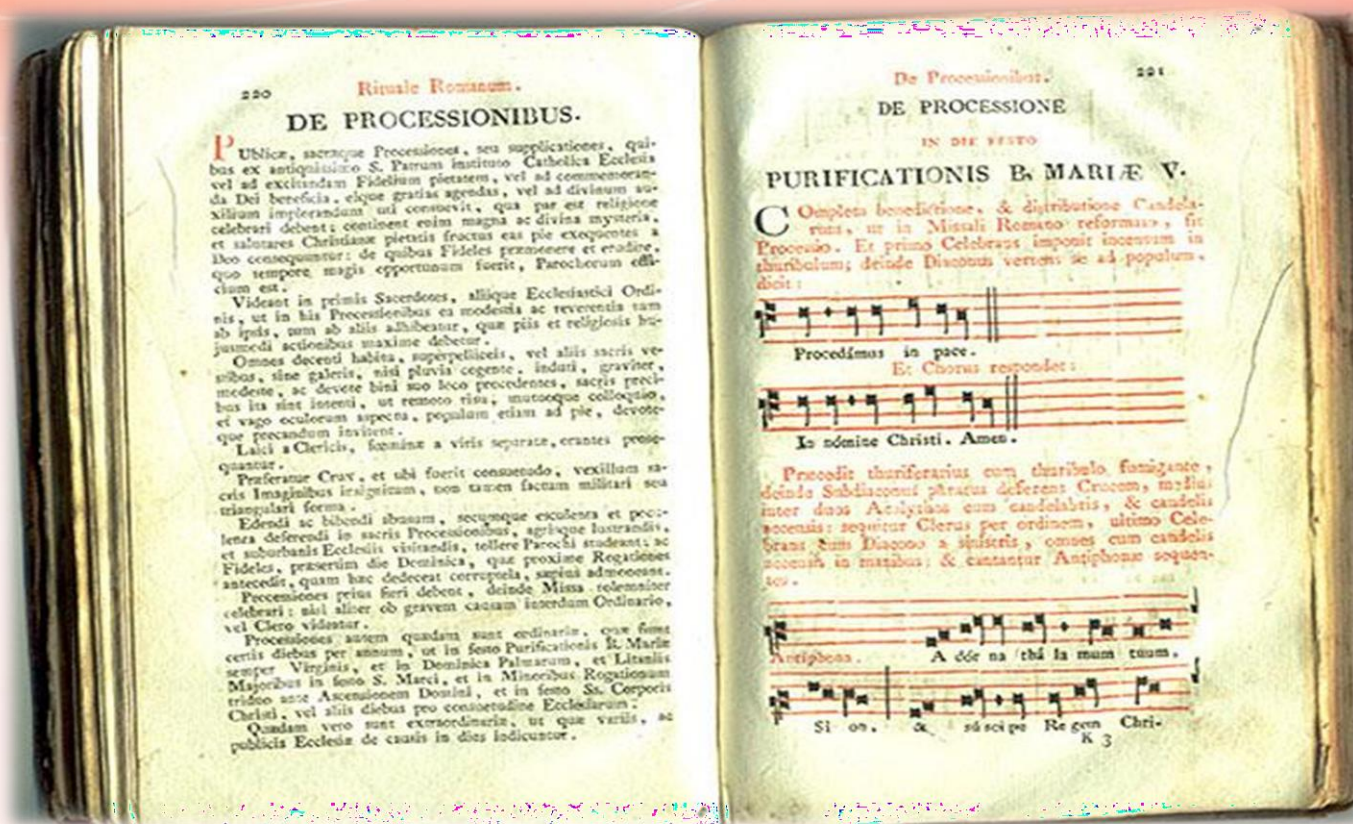 220
Rituale Romanum.
DE PROCESSIONIBUS.
PUblicæ, sacræque Processiones, seu supplicationes, qui-
bus ex antiquissimo S. Patrum instituto Catholica Ecclesia
vel ad excitandam Fidelium pietatem, vel ad commemoran-
da Dei beneficia, eique gratias agendas, vel ad divinum au-
xilium implorandum uti consuevit, qua par est religione
celebrari debent; continent enim magna ac divina mysteria,
et salutares Christianæ pietatis fructus eas pie exequentes a
Deo consequuntur: de quibus Fideles præmonere et erudire,
quo tempore magis opportunum fuerit, Parochorum offi-
cium est.
Videant in primis Sacerdotes, aliique Ecclesiastici Ordi-
nis, ut in his Processionibus ea modestia ac reverentia tum
ab ipsis, tum ab aliis adhibeatur, quæ piis et religiosis hu-
jusmodi actionibus maxime debetur.
Omnes decenti habitu, superpelliceis, vel aliis sacris ve-
stibus, sine galeris, nisi pluvia cogente, induti, graviter,
modeste, ac devote bini suo loco procedentes, sacris preci-
bus ita sint intenti, ut remoto risu, mutuoque colloquio,
et vago oculorum aspectu, populum etiam ad pie, devote-
que precandum invitent.
Laici a Clericis, fœminæ a viris separatæ, orantes prose-
quantur.
Præferatur Crux, et ubi fuerit consuetudo, vexillum sa-
cris Imaginibus insignitum, non tamen factum militari seu
triangulari forma.
Edendi ac bibendi abusum, secumque esculenta et pocu-
lenta deferendi in sacris Processionibus, agrisque lustrandis,
et suburbanis Ecclesiis visitandis, tollere Parochi studeant; ac
Fideles, præsertim die Dominica, quæ proxime Rogationes
antecedit, quam hæc dedeceat corruptela, sæpius admoneant.
Processiones prius fieri debent, deinde Missa solemniter
celebrari: nisi aliter ob gravem causam interdum Ordinario,
vel Clero videatur.
Processiones autem quædam sunt ordinariæ, quæ fiunt
certis diebus per annum, ut in festo Purificationis B. Mariæ
semper Virginis, et in Dominica Palmarum, et Litaniis
Majoribus in festo S. Marci, et in Minoribus Rogationum
triduo ante Ascensionem Domini, et in festo Ss. Corporis
Christi, vel aliis diebus pro consuetudine Ecclesiarum.
Quædam vero sunt extraordinariæ, ut quæ variis, ac
publicis Ecclesiæ de causis in dies indicuntur.
De Processionibus.
221
DE PROCESSIONE
IN DIE FESTO
PURIFICATIONIS B. MARIÆ V.
COmpleta benedictione, & distributione Candela-
rum, ut in Missali Romano reformato, fit
Processio. Et primo Celebrans imponit incensum in
thuribulum; deinde Diaconus vertens se ad populum,
dicit:
Procedámus in pace.
Et Chorus respondet:
In nómine Christi. Amen.
Præcedit thuriferarius cum thuribulo fumigante,
deinde Subdiaconus paratus deferens Crucem, medius
inter duos Acolythos cum candelabris, & candelis
accensis: sequitur Clerus per ordinem, ultimo Cele-
brans cum Diacono a sinistris, omnes cum candelis
accensis in manibus: & cantantur Antiphonæ sequen-
tes.
Antiphona. A dór na thá la mum tuum.
Si on. & sú sci pe Re gem Chri-
K 3